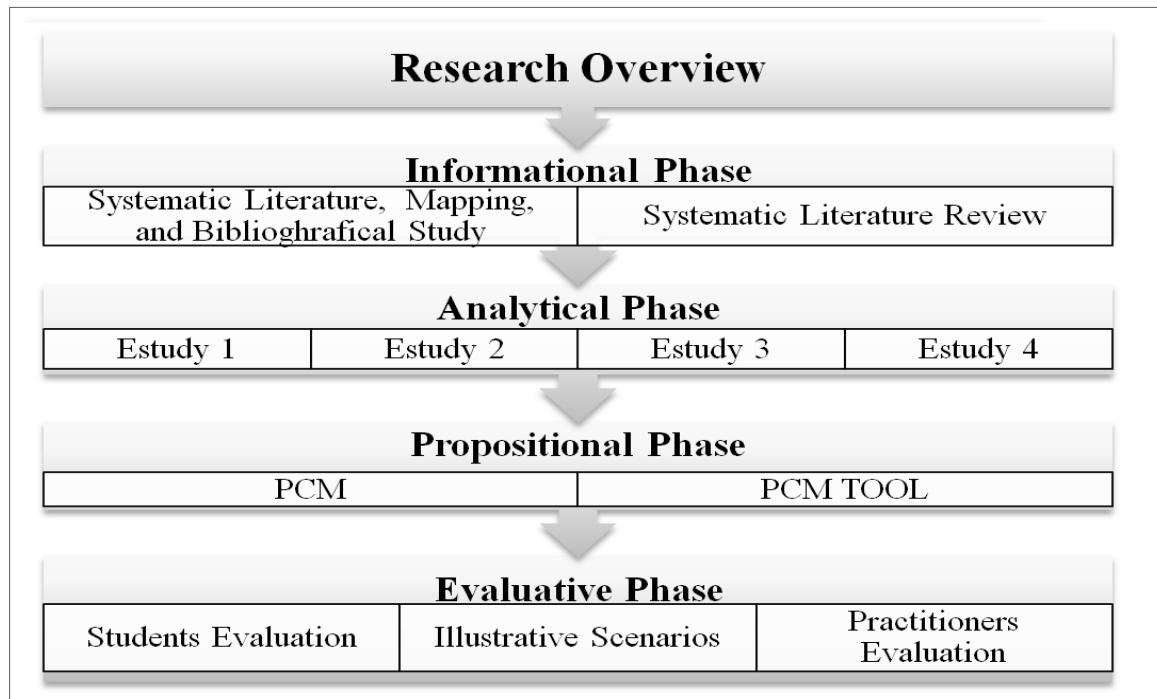 Research Overview
Informational Phase
Systematic Literature, Mapping,
and Biblioghrafical Study
Systematic Literature Review
Analytical Phase
Estudy 1
Estudy 2
Estudy 3
Estudy 4
Propositional Phase
PCM
PCM TOOL
Evaluative Phase
Students Evaluation
Illustrative Scenarios
Practitioners
Evaluation